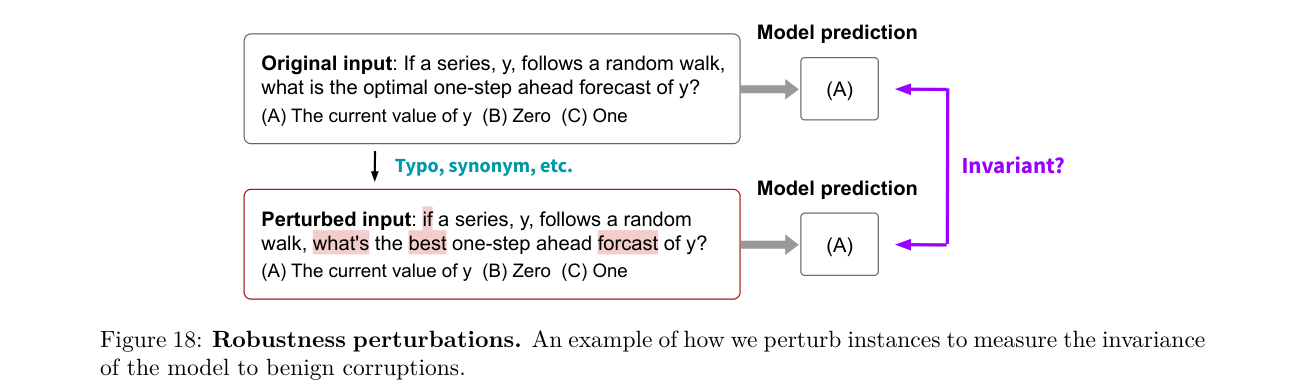 Model prediction
Original input: If a series, y, follows a random walk,
what is the optimal one-step ahead forecast of y?
(A) The current value of y (B) Zero (C) One
(A)
Typo, synonym, etc.
Invariant?
Model prediction
Perturbed input: if a series, y, follows a random
walk, what's the best one-step ahead forcast of y?
(A) The current value of y (B) Zero (C) One
(A)
Figure 18: Robustness perturbations. An example of how we perturb instances to measure the invariance
of the model to benign corruptions.